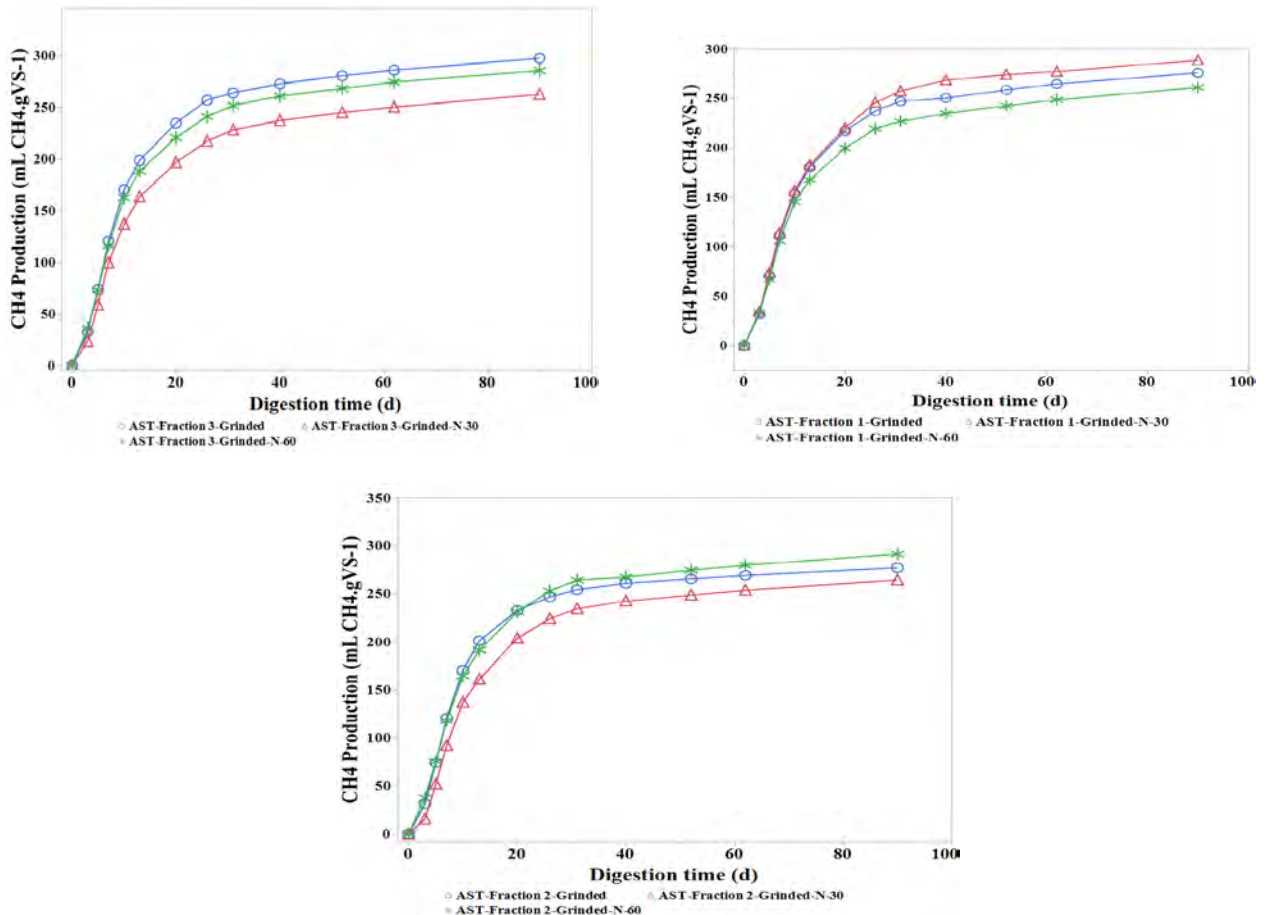 CH4 Production (mL CH4.gVS-1)
300
250
200
150
100
50
0
0 20 40 60 80 100
Digestion time (d)
AST-Fraction 3-Grinded AST-Fraction 3-Grinded-N-30
AST-Fraction 3-Grinded-N-60
CH4 Production (mL CH4.gVS-1)
300
250
200
150
100
50
0
0 20 40 60 80 100
Digestion time (d)
AST-Fraction 1-Grinded AST-Fraction 1-Grinded-N-30
AST-Fraction 1-Grinded-N-60
CH4 Production (mL CH4.gVS-1)
350
300
250
200
150
100
50
0
0 20 40 60 80 100
Digestion time (d)
AST-Fraction 2-Grinded AST-Fraction 2-Grinded-N-30
AST-Fraction 2-Grinded-N-60